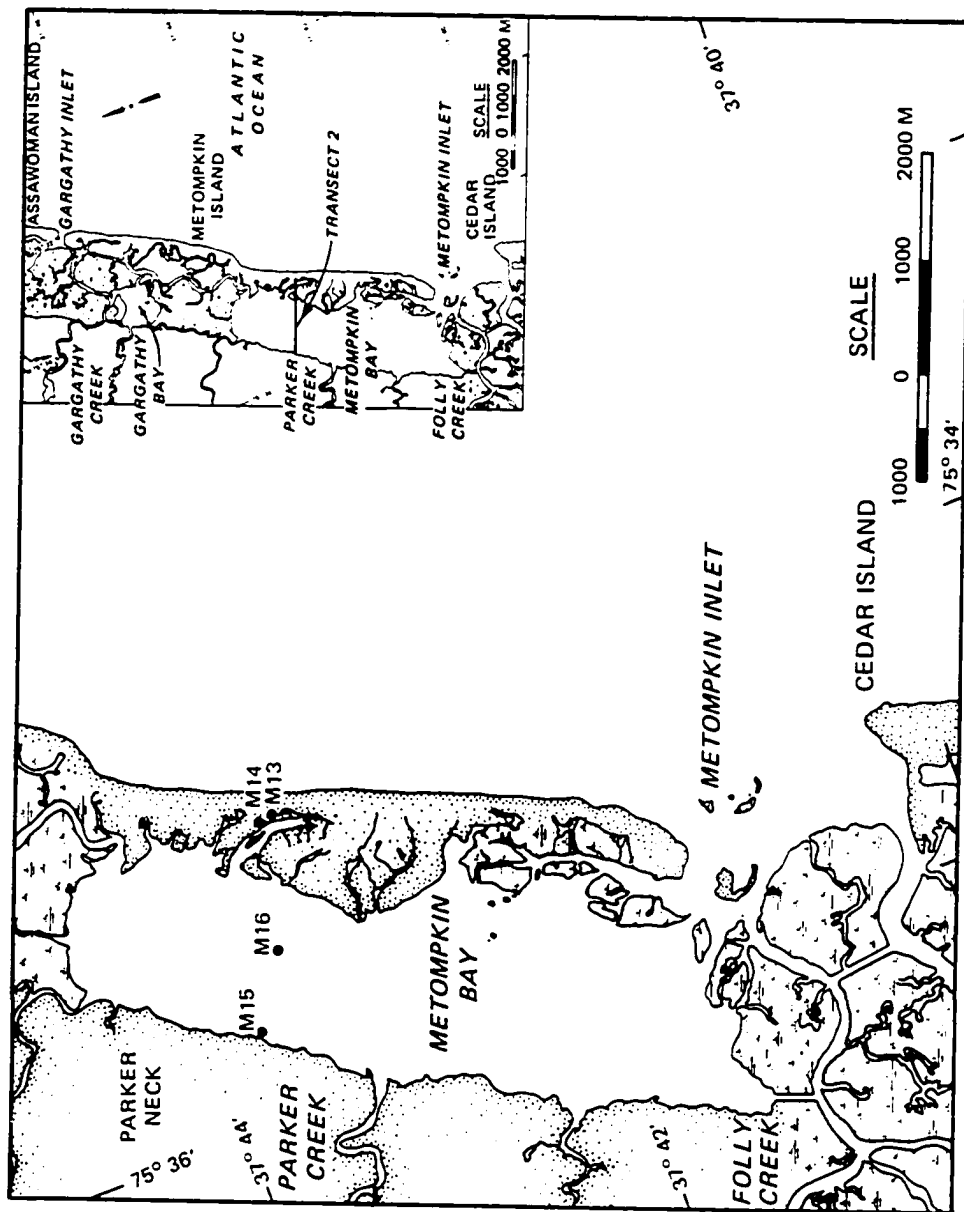 ASSAWOMAN ISLAND
GARGATHY INLET
METOMPKIN
ISLAND
ATLANTIC
OCEAN
GARGATHY
CREEK
GARGATHY
BAY
TRANSECT 2
PARKER
CREEK
METOMPKIN
BAY
METOMPKIN INLET
CEDAR
ISLAND
FOLLY
CREEK
SCALE
1000 0 1000 2000 M
PARKER
NECK
75° 36'
37° 44'
M14
M13
M16
M15
PARKER
CREEK
METOMPKIN
BAY
METOMPKIN INLET
37° 42'
FOLLY
CREEK
CEDAR ISLAND
37° 40'
SCALE
1000 0 1000 2000 M
75° 34'